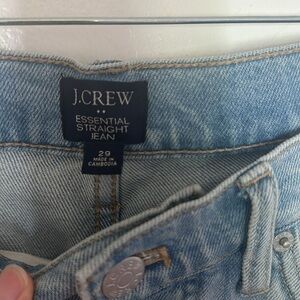 J.CREW
ESSENTIAL
STRAIGHT
JEAN
29
MADE IN
CAMBODIA